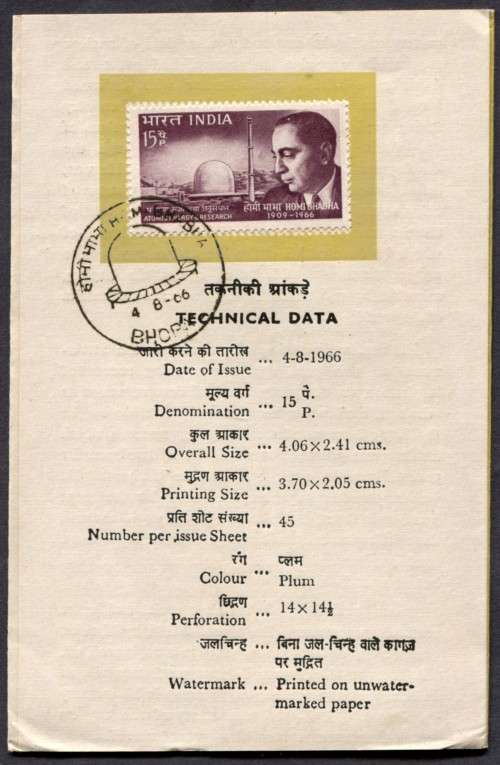 भारत INDIA
15 पै.
P.
होमी भाभा HOMI BHABHA
ATOMIC ENERGY & RESEARCH
1909-1966
होमी भाभा
4 8-66
BHOPAL
तकनीकी आंकड़े
TECHNICAL DATA
जारी करने की तारीख ... 4-8-1966
Date of Issue
मूल्य वर्ग ... 15 पै.
Denomination P.
कुल आकार ... 4.06×2.41 cms.
Overall Size
मुद्रण आकार ... 3.70×2.05 cms.
Printing Size
प्रति शीट संख्या ... 45
Number per issue Sheet
रंग ... प्लम
Colour Plum
छिद्रण ... 14×14½
Perforation
जलचिन्ह ... बिना जल-चिन्ह वाले कागज़
पर मुद्रित
Watermark ... Printed on unwater-
marked paper